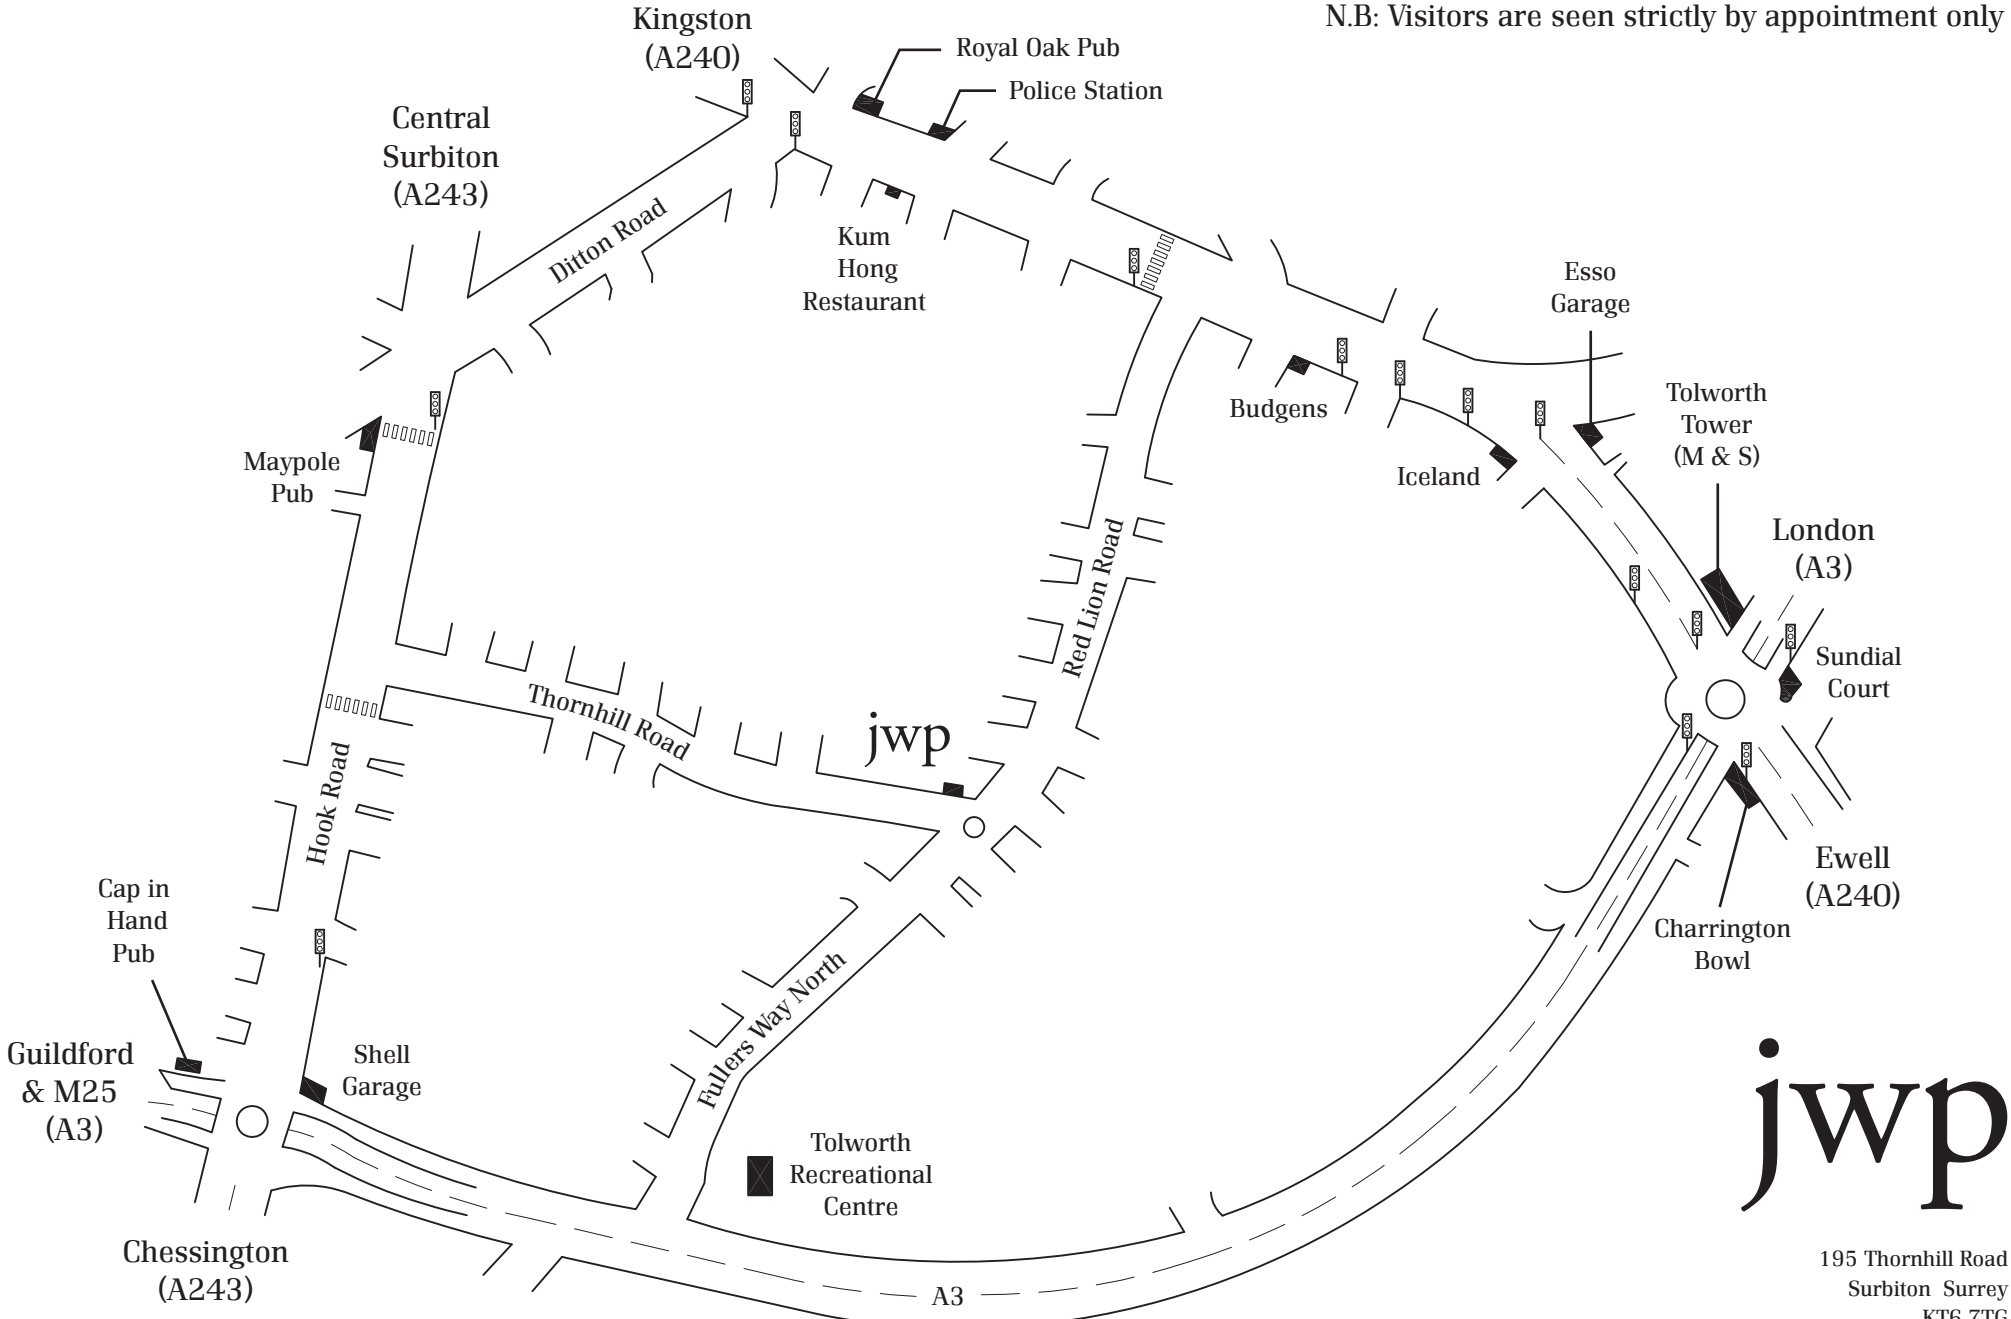 N.B: Visitors are seen strictly by appointment only
Kingston
(A240)
Royal Oak Pub
Police Station
Central
Surbiton
(A243)
Ditton Road
Kum
Hong
Restaurant
Esso
Garage
Budgens
Tolworth
Tower
(M & S)
Iceland
Maypole
Pub
London
(A3)
Red Lion Road
Sundial
Court
Thornhill Road
jwp
Hook Road
Ewell
(A240)
Cap in
Hand
Pub
Charrington
Bowl
Fullers Way North
Guildford
& M25
(A3)
Shell
Garage
Tolworth
Recreational
Centre
Chessington
(A243)
A3
jwp
195 Thornhill Road
Surbiton Surrey
KT6 7TG